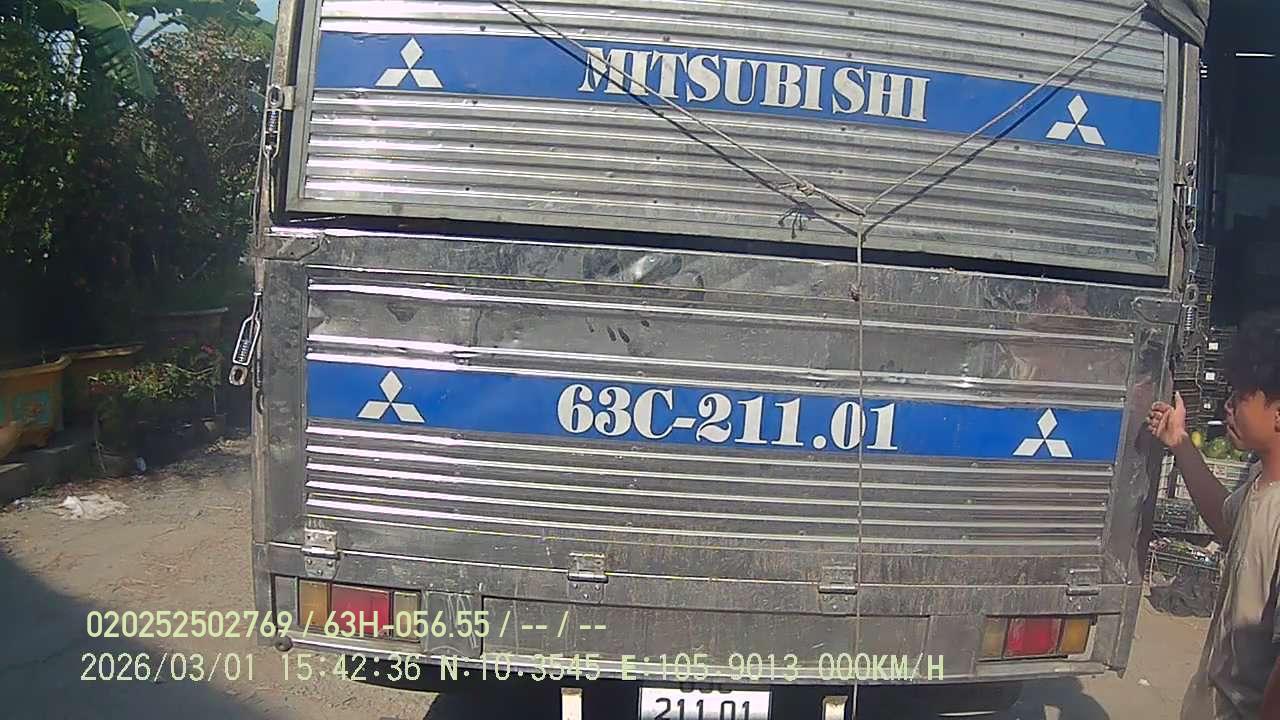 MITSUBISHI
63C-211.01
020252502769 / 63H-056.55 / -- / --
2026/03/01 15:42:36 N:10.3545 E:105.9013 000KM/H
63C
211.01